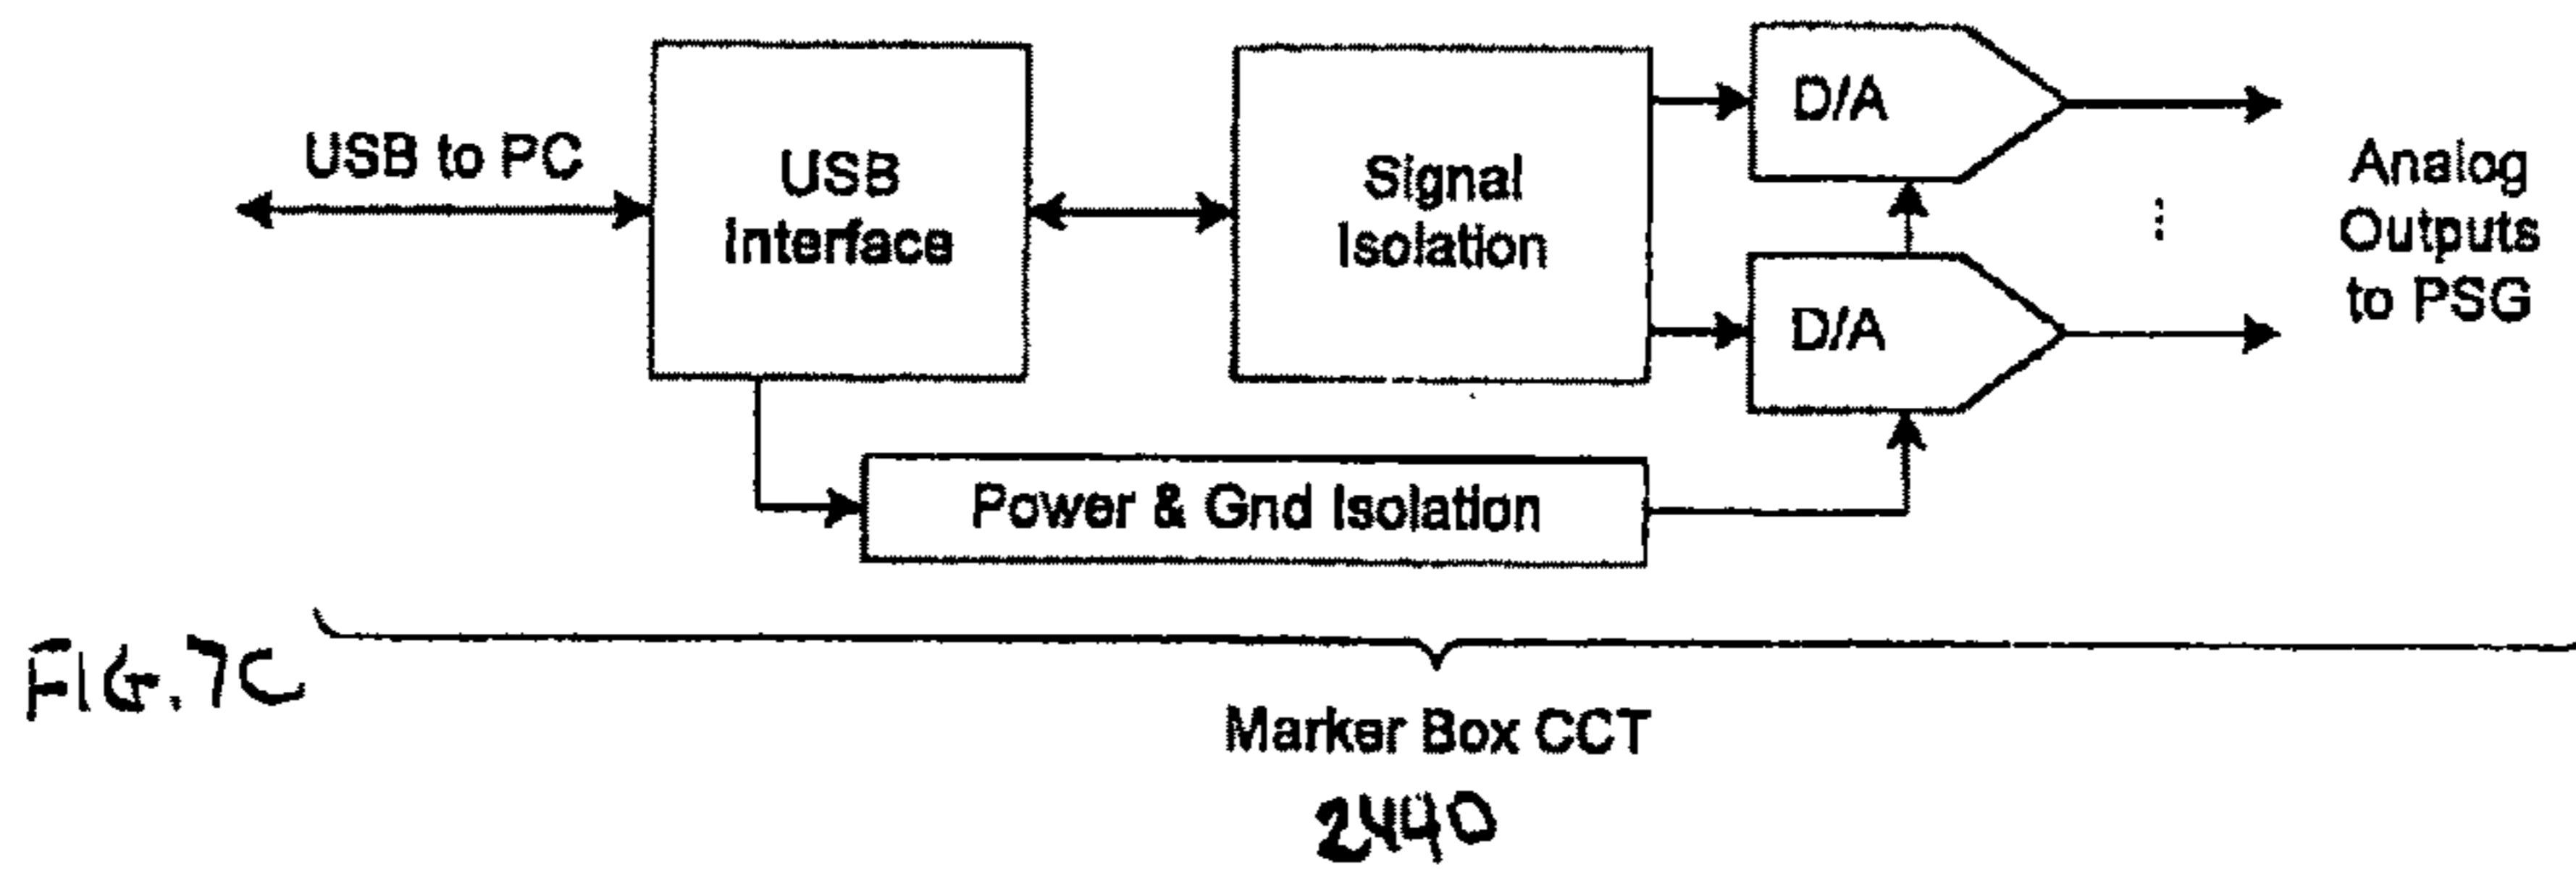 USB to PC
USB
Interface
Signal
Isolation
D/A
D/A
Analog
Outputs
to PSG
Power & Gnd Isolation
FIG.7C
Marker Box CCT
2440